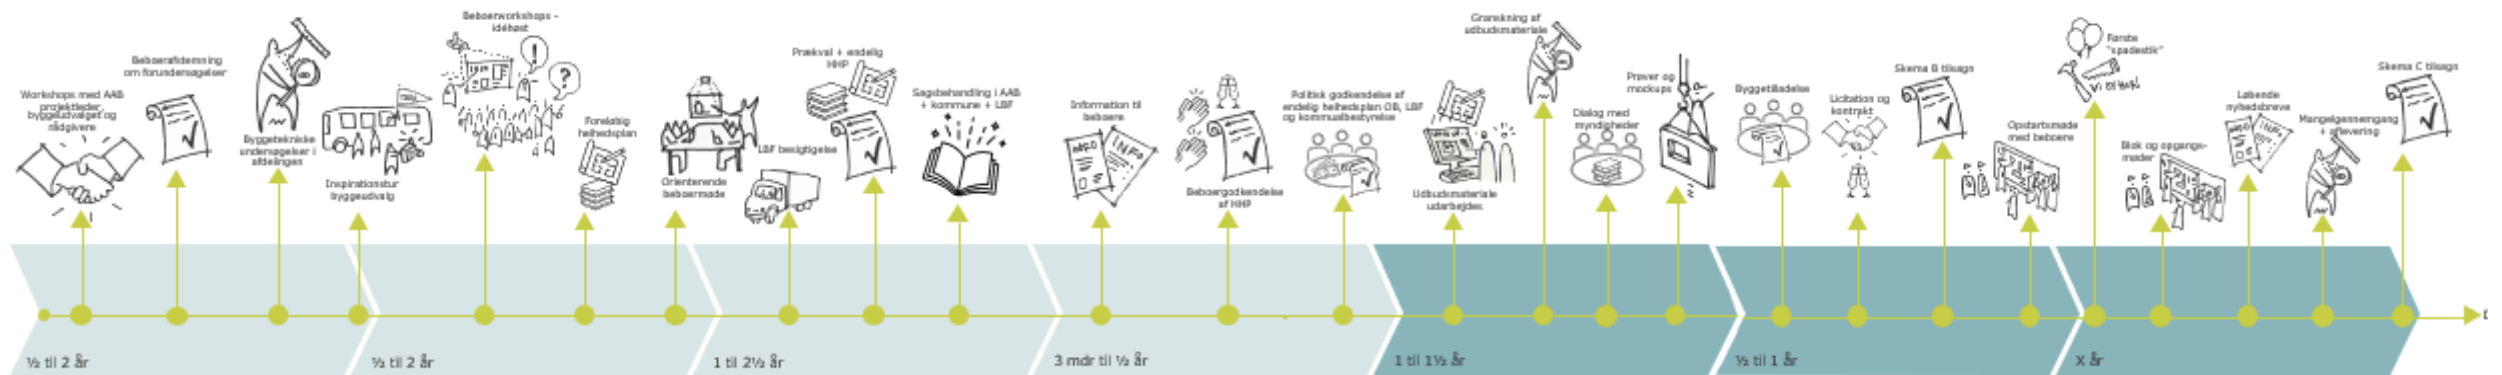 Workshops med AAB
projektleder,
byggeudvalget og
rådgivere
Beboerafstemning
om forundersøgelser
Byggetekniske
undersøgelser i
afdelingen
Inspirationstur
byggeudvalg
Beboerworkshops -
idéhøst
!
?
Foreløbig
helhedsplan
Orienterende
beboermøde
LBF besigtigelse
Prækval + endelig
HHP
Sagsbehandling i AAB
+ kommune + LBF
Information til
beboere
INFO
INFO
Beboergodkendelse
af HHP
Politisk godkendelse af
endelig helhedsplan OB, LBF
og kommunalbestyrelse
Udbudsmateriale
udarbejdes
Granskning af
udbudsmateriale
Dialog med
myndigheder
Prøver og
mockups
Byggetilladelse
Licitation og
kontrakt
Skema B tilsagn
Opstartsmøde
med beboere
Første
"spadestik"
Blok og opgangs-
møder
Løbende
nyhedsbreve
INFO
Mangelgennemgang
+ aflevering
Skema C tilsagn
½ til 2 år
½ til 2 år
1 til 2½ år
3 mdr til ½ år
1 til 1½ år
½ til 1 år
X år